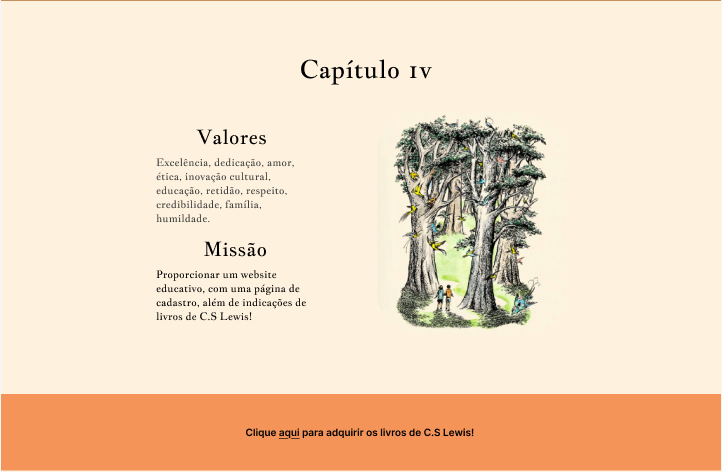 Capítulo iv
Valores
Excelência, dedicação, amor,
ética, inovação cultural,
educação, retidão, respeito,
credibilidade, família,
humildade.
Missão
Proporcionar um website
educativo, com uma página de
cadastro, além de indicações de
livros de C.S Lewis!
Clique aqui para adquirir os livros de C.S Lewis!